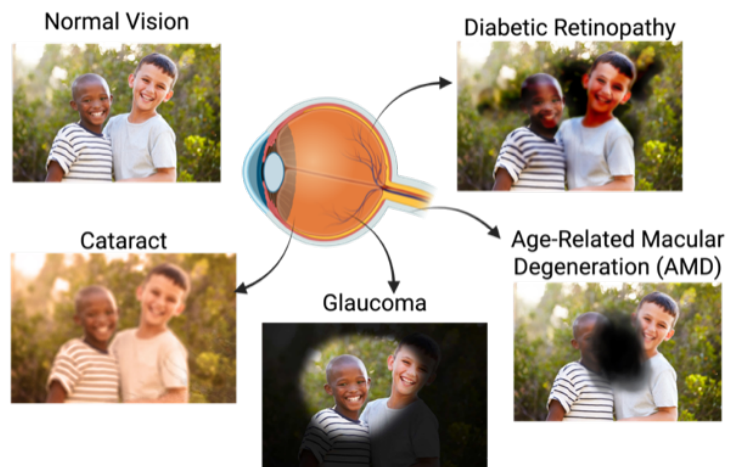 Normal Vision
Diabetic Retinopathy
Cataract
Glaucoma
Age-Related Macular
Degeneration (AMD)